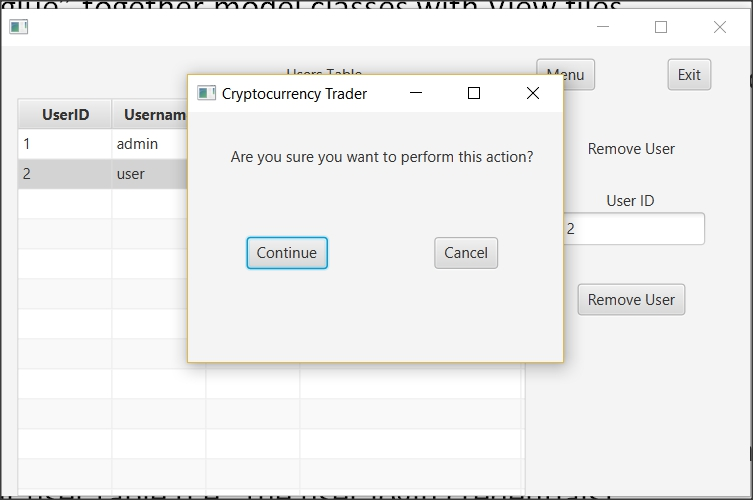 glue" together model classes with View files
Users Table
Menu
Exit
Cryptocurrency Trader
UserID
Usernam
1
admin
2
user
Are you sure you want to perform this action?
Continue
Cancel
Remove User
User ID
2
Remove User